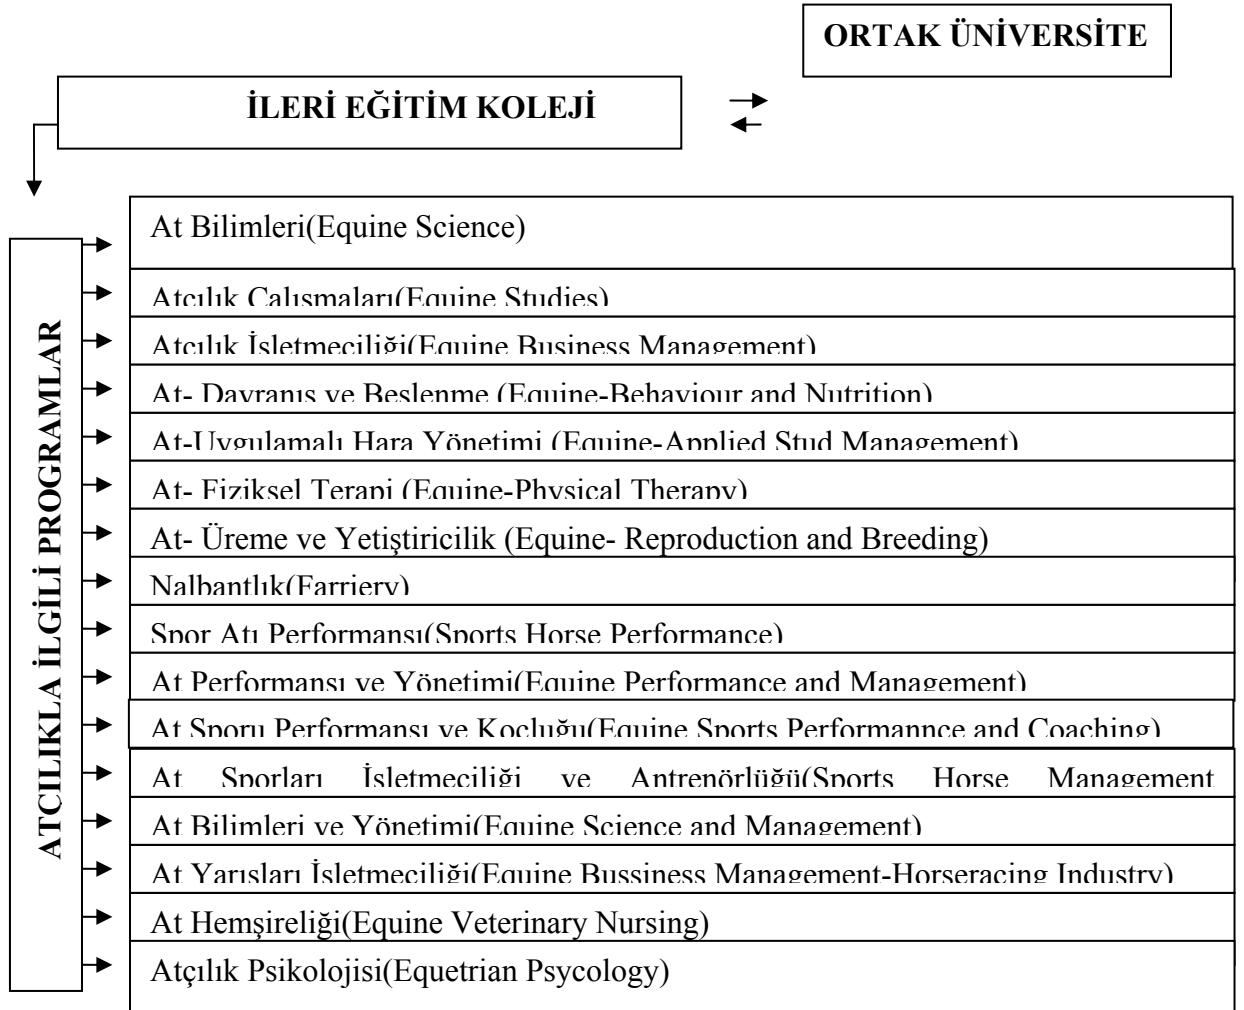 ORTAK ÜNİVERSİTE
İLERİ EĞİTİM KOLEJİ
ATCILIKLA İLGİLİ PROGRAMLAR
At Bilimleri(Equine Science)
Atçılık Çalışmaları(Equine Studies)
Atçılık İşletmeciliği(Equine Business Management)
At- Davranış ve Beslenme (Equine-Behaviour and Nutrition)
At-Uygulamalı Hara Yönetimi (Equine-Applied Stud Management)
At- Fiziksel Terapi (Equine-Physical Therapy)
At- Üreme ve Yetiştiricilik (Equine- Reproduction and Breeding)
Nalbantlık(Farriery)
Spor Atı Performansı(Sports Horse Performance)
At Performansı ve Yönetimi(Equine Performance and Management)
At Sporu Performansı ve Koçluğu(Equine Sports Performannce and Coaching)
At Sporları İşletmeciliği ve Antrenörlüğü(Sports Horse Management
At Bilimleri ve Yönetimi(Equine Science and Management)
At Yarışları İşletmeciliği(Equine Bussiness Management-Horseracing Industry)
At Hemşireliği(Equine Veterinary Nursing)
Atçılık Psikolojisi(Equetrian Psycology)